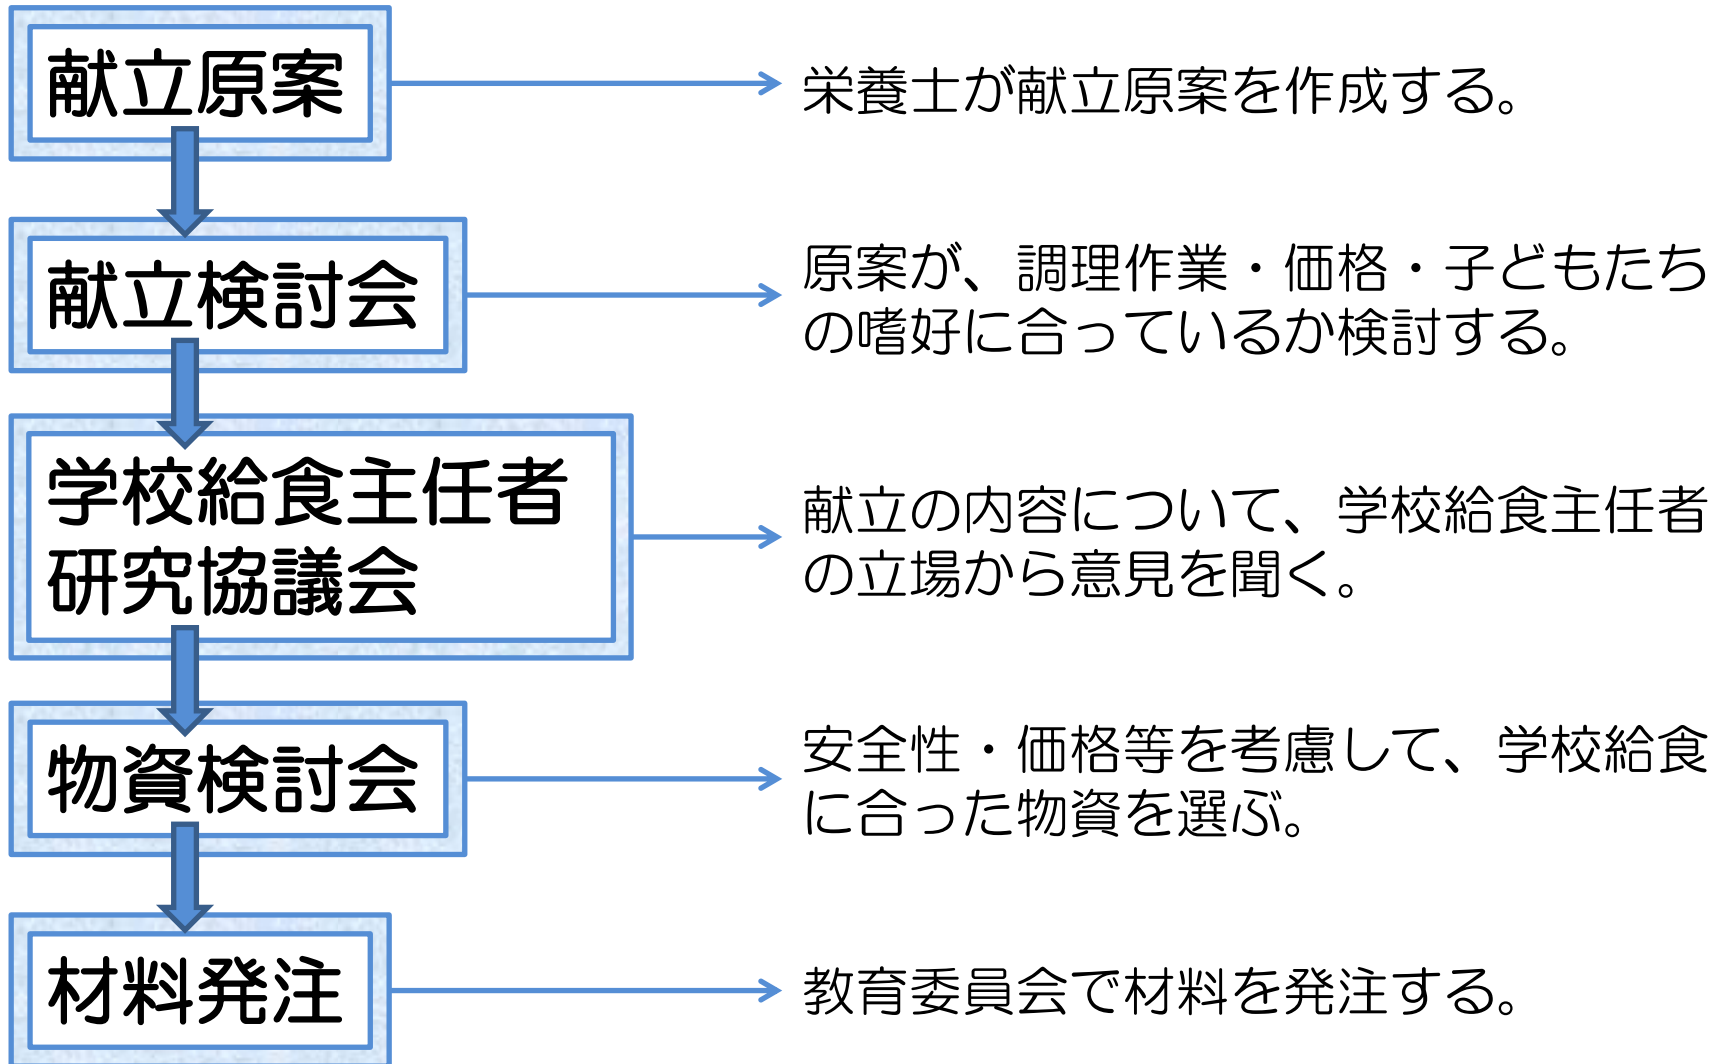 献立原案
栄養士が献立原案を作成する。
献立検討会
原案が、調理作業・価格・子どもたち
の嗜好に合っているか検討する。
学校給食主任者
研究協議会
献立の内容について、学校給食主任者
の立場から意見を聞く。
物資検討会
安全性・価格等を考慮して、学校給食
に合った物資を選ぶ。
材料発注
教育委員会で材料を発注する。